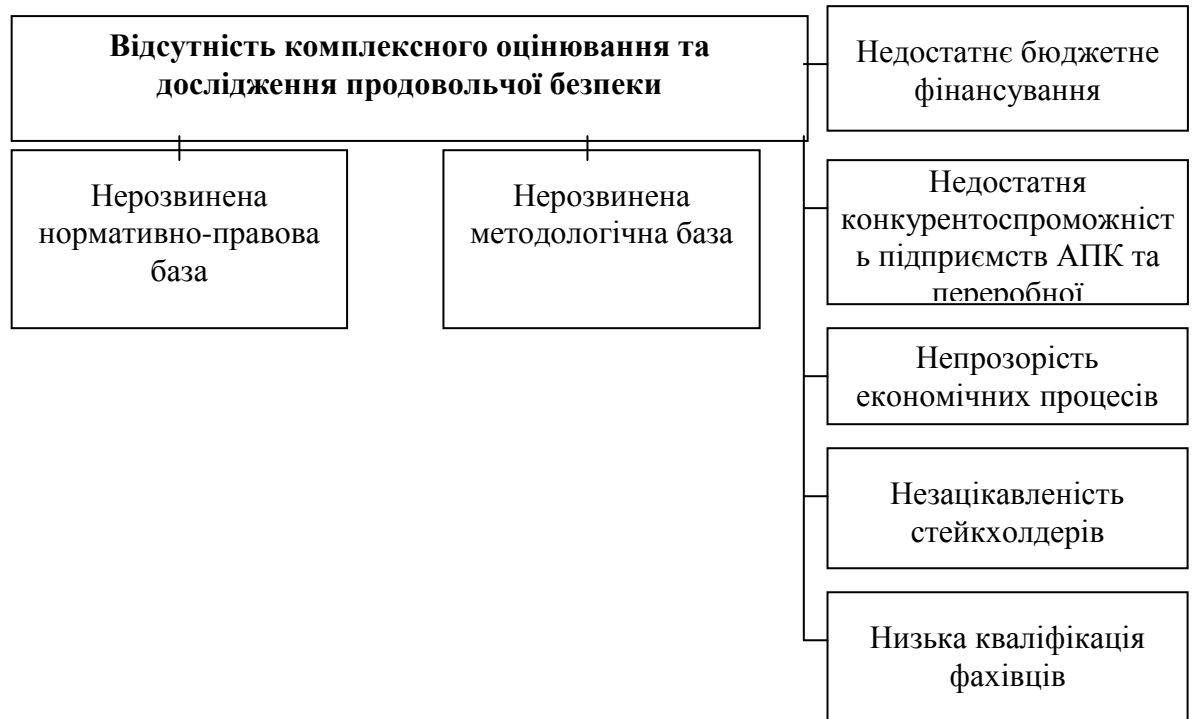 Відсутність комплексного оцінювання та
дослідження продовольчої безпеки
Недостатнє бюджетне
фінансування
Нерозвинена
нормативно-правова
база
Нерозвинена
методологічна база
Недостатня
конкурентоспроможніст
ь підприємств АПК та
переробної
Непрозорість
економічних процесів
Незацікавленість
стейкхолдерів
Низька кваліфікація
фахівців